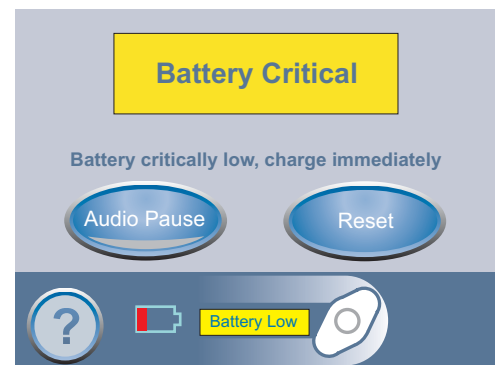 Battery Critical
Battery critically low, charge immediately
Audio Pause
Reset
?
Battery Low